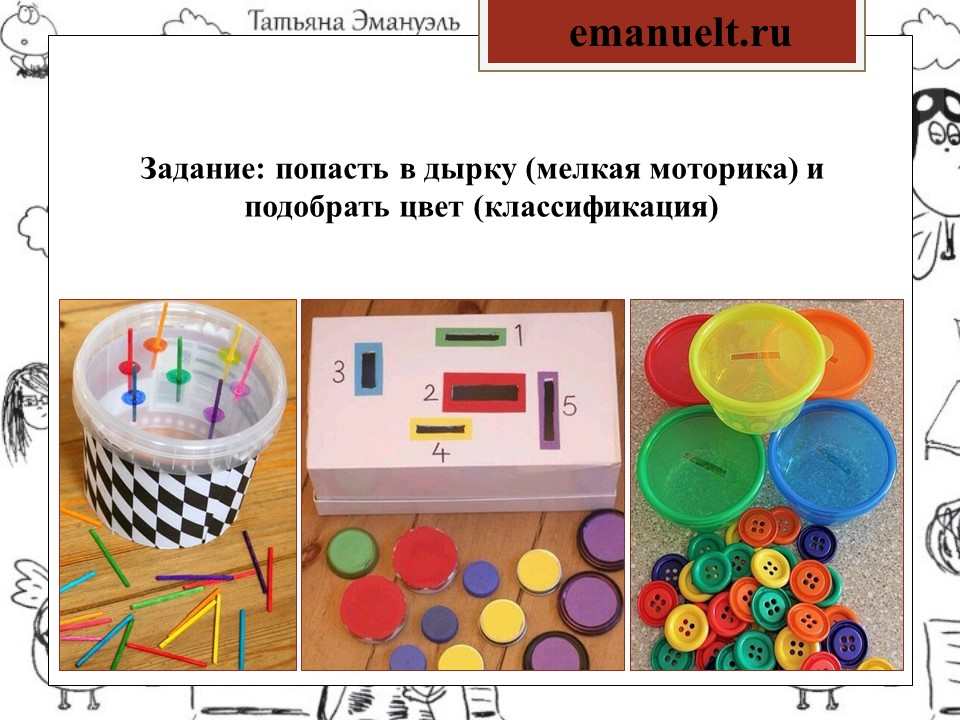 Татьяна Эмануэль
emanuelt.ru
Задание: попасть в дырку (мелкая моторика) и
подобрать цвет (классификация)
1
3
2
5
4